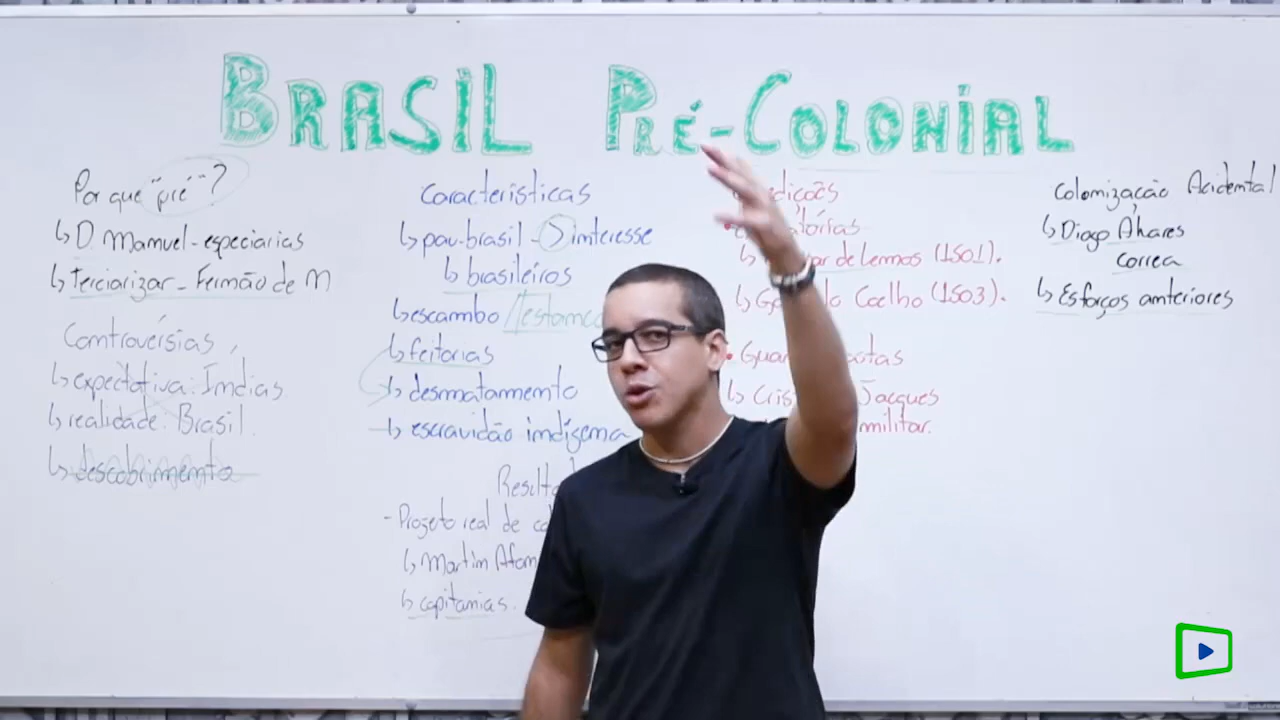 BRASIL PRÉ-COLONIAL
Por que "pré"?
↳ D. Manuel - especiarias
↳ terciarizar - Fernão de N
Controvérsias
↳ expectativa: Índias.
↳ realidade: Brasil.
↳ descobrimento
Características
↳ pau-brasil - > interesse
↳ brasileiros
↳ escambo
↳ feitorias
↳ desmatamento
↳ escravidão indígena
- Projeto real de
↳ Martim
↳ capitanias.
de Lemos (1501).
Coelho (1503).
↳ Jacques
militar.
Colonização Acidental
↳ Diogo Álvares
Correa
↳ Esforços anteriores